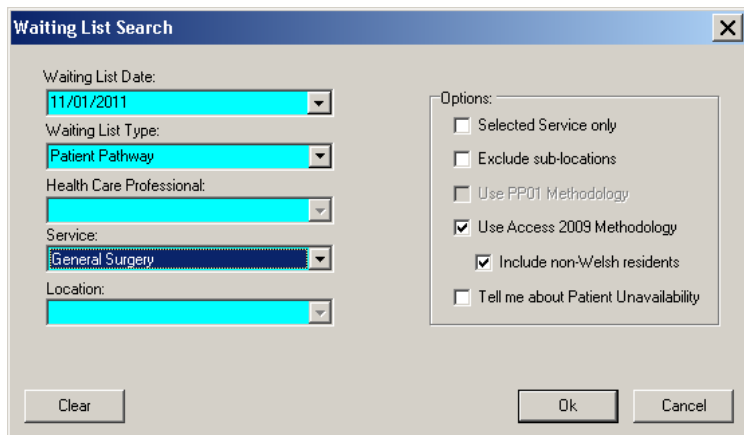 Waiting List Search
Waiting List Date:
11/01/2011
Waiting List Type:
Patient Pathway
Health Care Professional:
Service:
General Surgery
Location:
Options:
Selected Service only
Exclude sub-locations
Use PP01 Methodology
Use Access 2009 Methodology
Include non-Welsh residents
Tell me about Patient Unavailability
Clear
Ok
Cancel